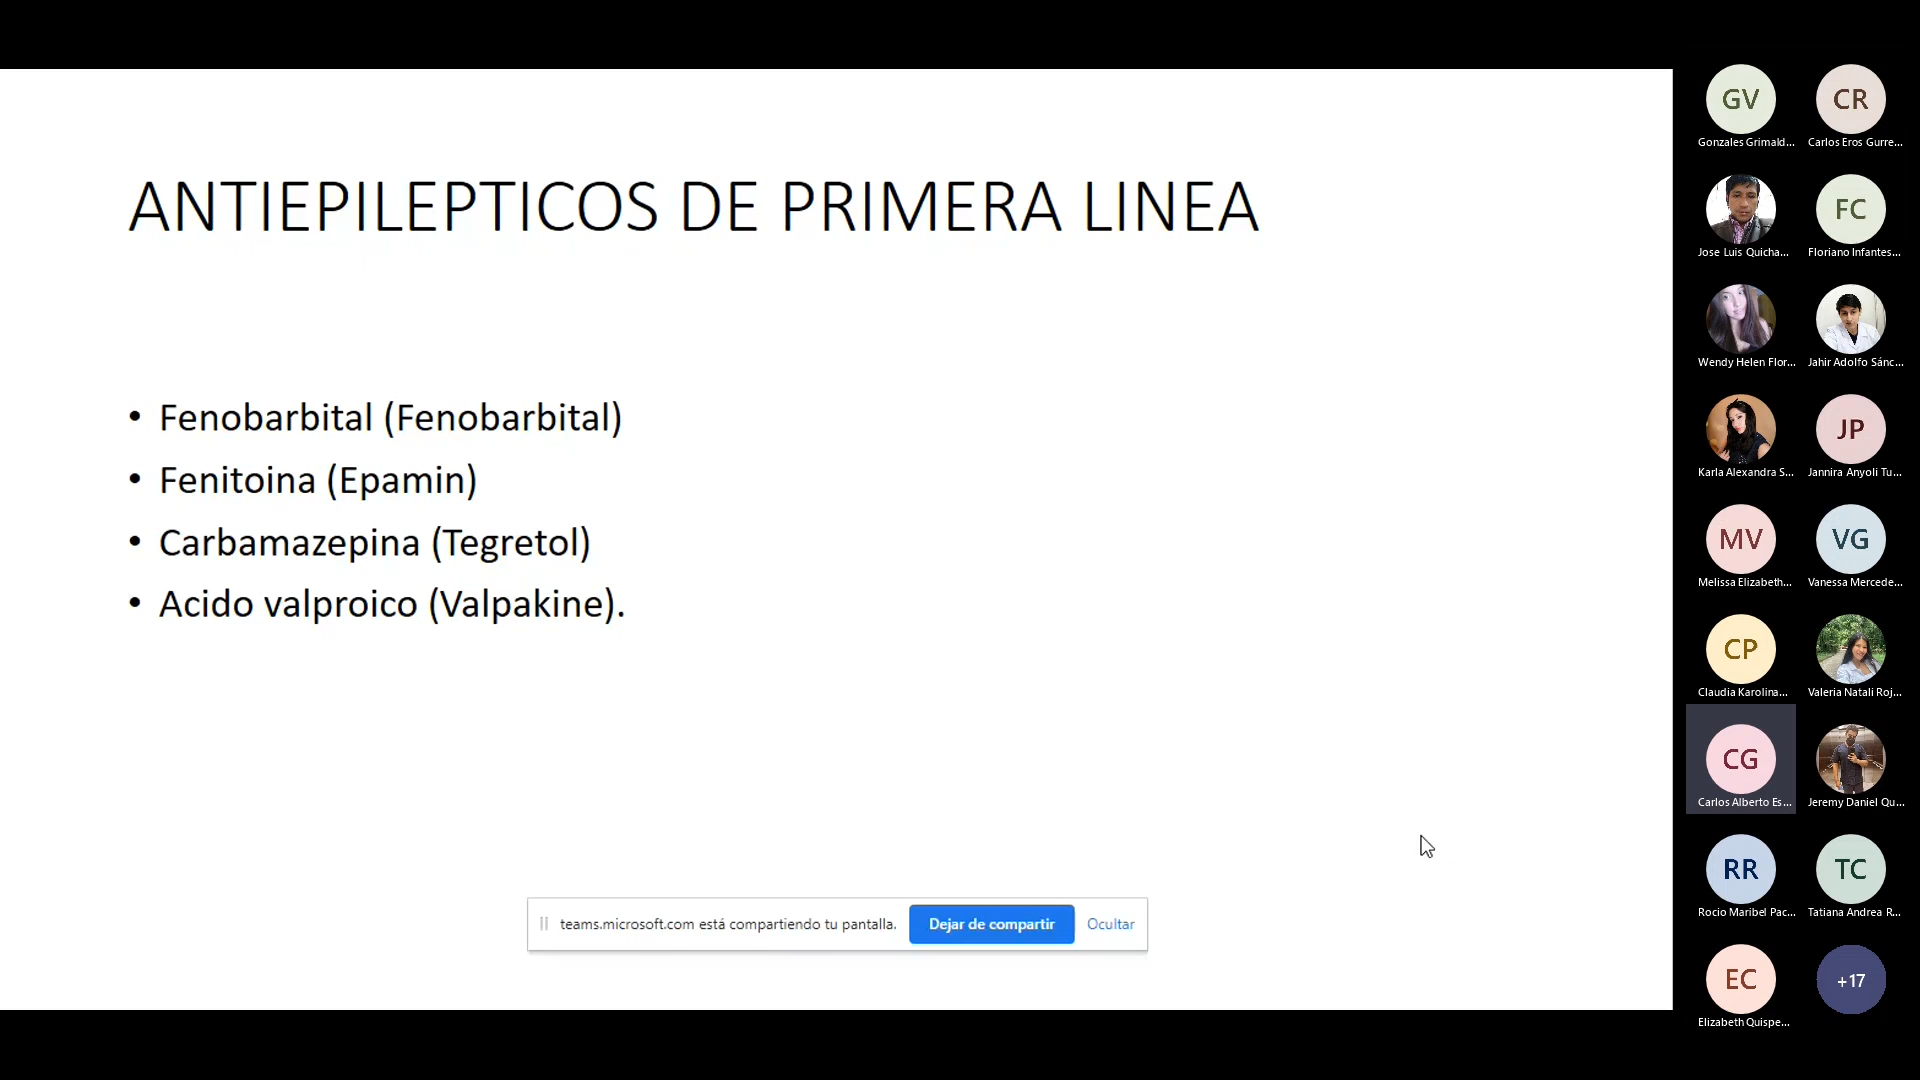 ANTIEPILEPTICOS DE PRIMERA LINEA
• Fenobarbital (Fenobarbital)
• Fenitoina (Epamin)
• Carbamazepina (Tegretol)
• Acido valproico (Valpakine).
teams.microsoft.com está compartiendo tu pantalla. Dejar de compartir Ocultar
GV CR
Gonzales Grimald... Carlos Eros Gurre...
FC
Jose Luis Quicha... Floriano Infantes...
Wendy Helen Flor... Jahir Adolfo Sánc...
JP
Karla Alexandra S... Jannira Anyoli Tu...
MV VG
Melissa Elizabeth... Vanessa Mercede...
CP
Claudia Karolina... Valeria Natali Roj...
CG
Carlos Alberto Es... Jeremy Daniel Qu...
RR TC
Rocio Maribel Pac... Tatiana Andrea R...
EC +17
Elizabeth Quispe...